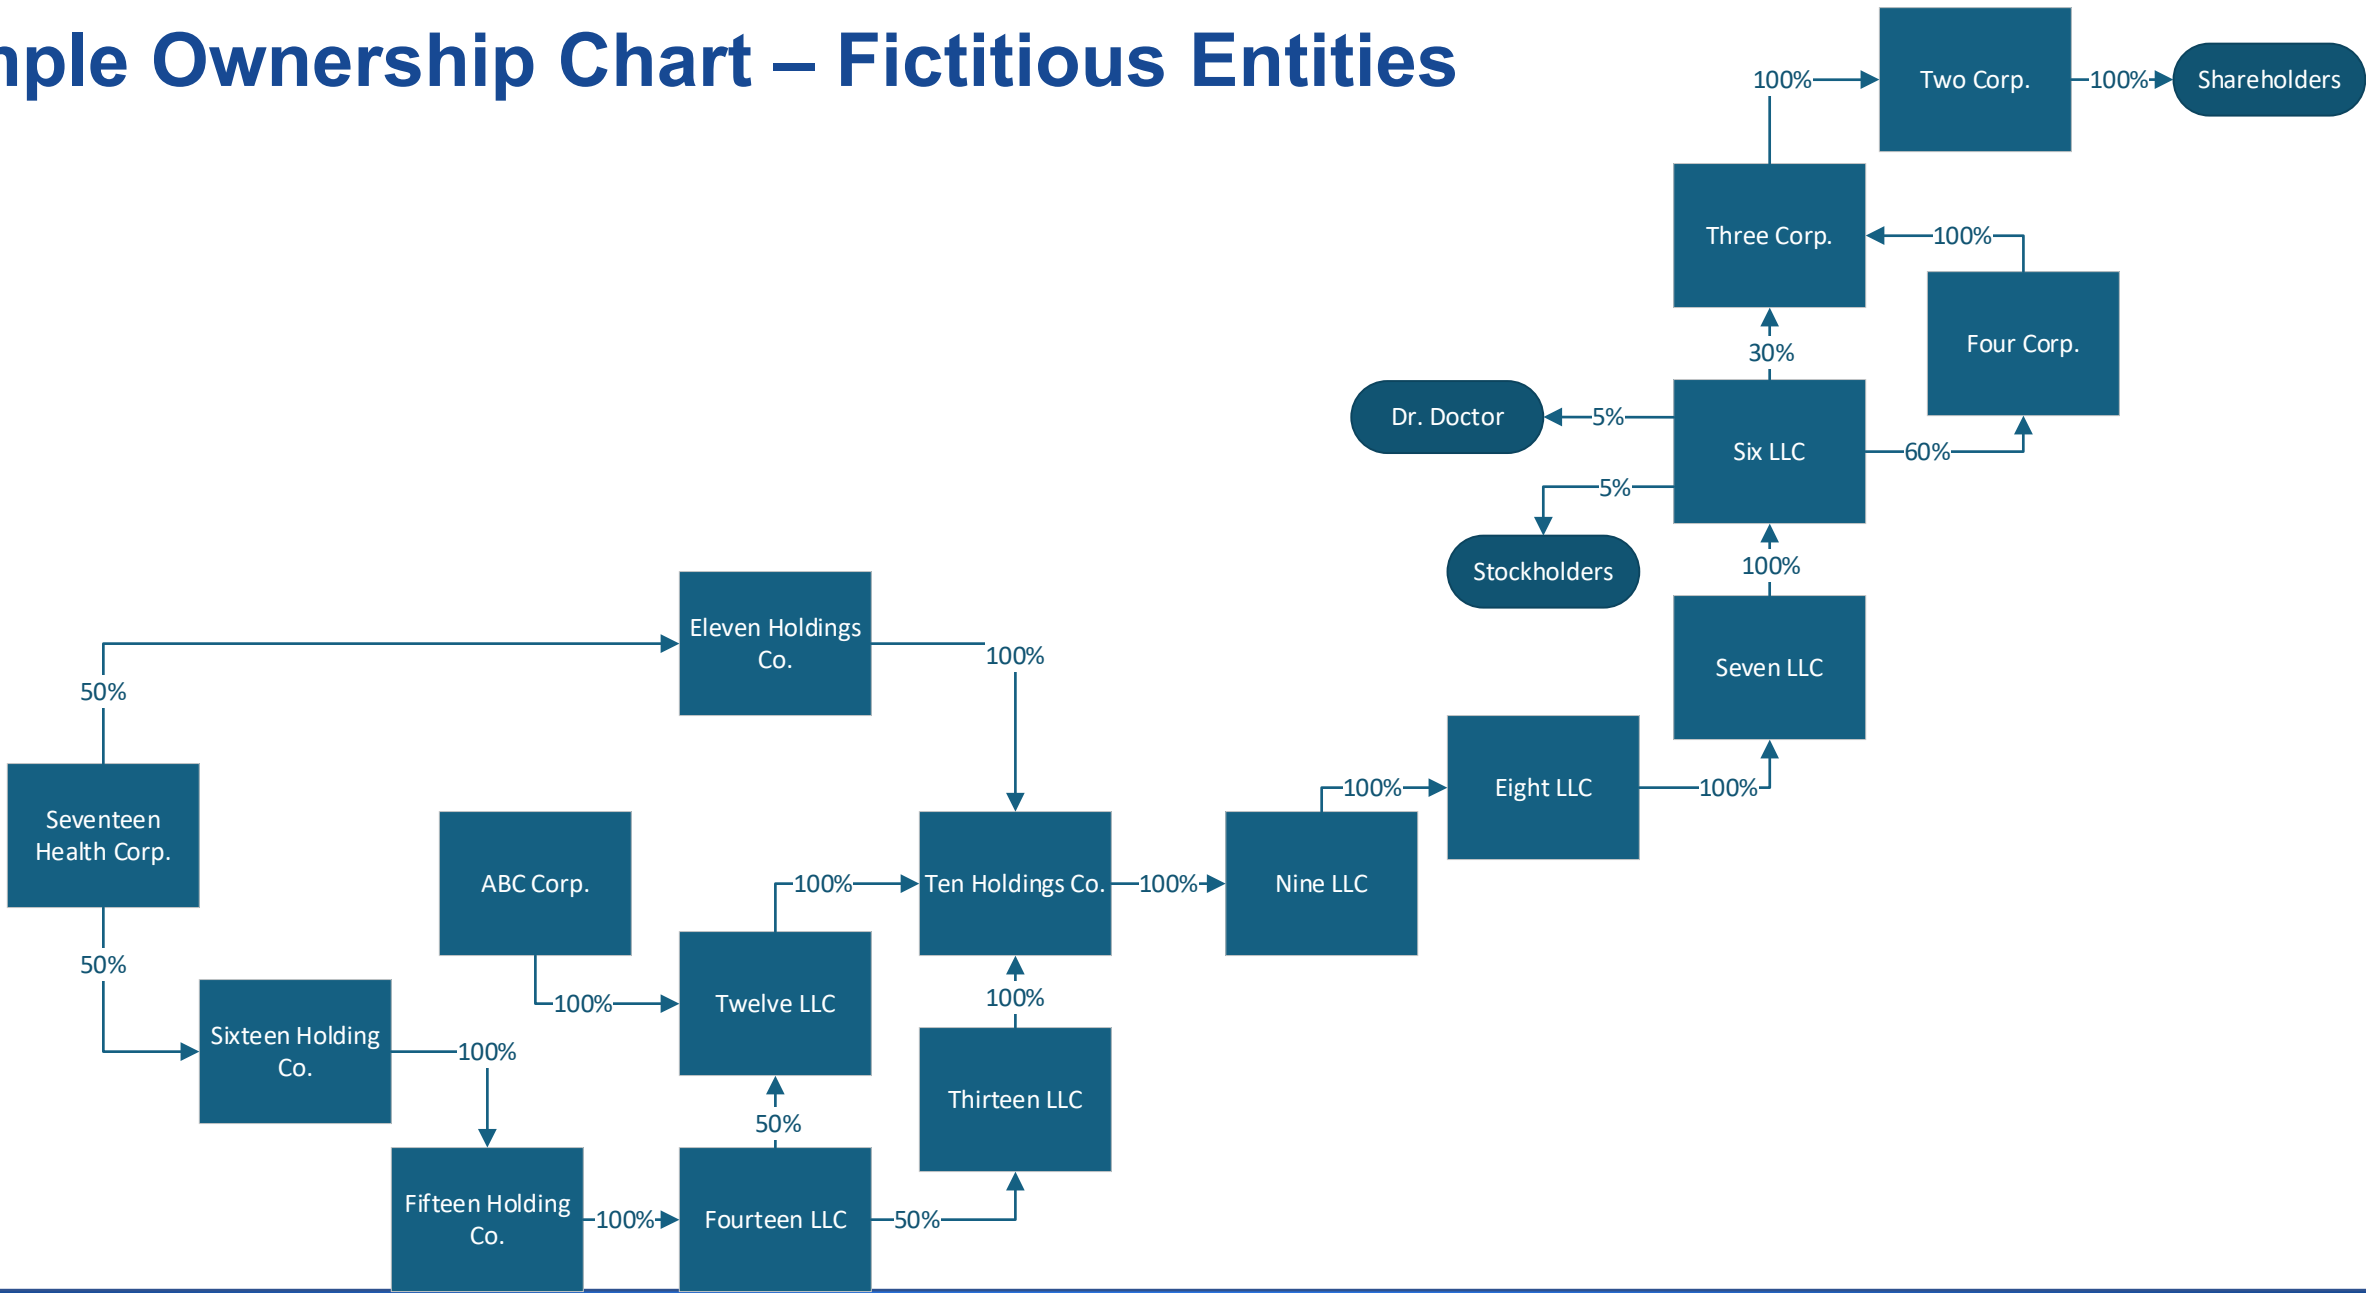 mple Ownership Chart – Fictitious Entities
100%
Two Corp.
100%
Shareholders
Three Corp.
100%
Four Corp.
30%
Dr. Doctor
5%
Six LLC
60%
5%
Stockholders
100%
Eleven Holdings
Co.
100%
Seven LLC
50%
Seventeen
Health Corp.
ABC Corp.
100%
Ten Holdings Co.
100%
Nine LLC
100%
Eight LLC
100%
50%
Sixteen Holding
Co.
100%
100%
Twelve LLC
100%
Thirteen LLC
50%
Fifteen Holding
Co.
100%
Fourteen LLC
50%